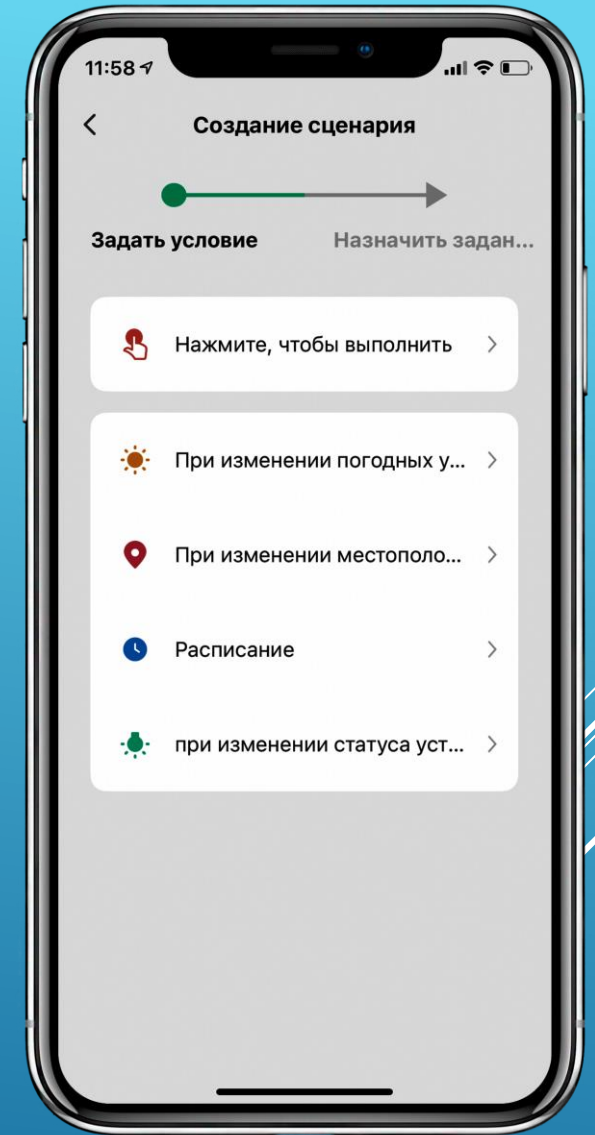 11:58
Создание сценария
Задать условие
Назначить задан...
Нажмите, чтобы выполнить
При изменении погодных у...
При изменении местополо...
Расписание
при изменении статуса уст...